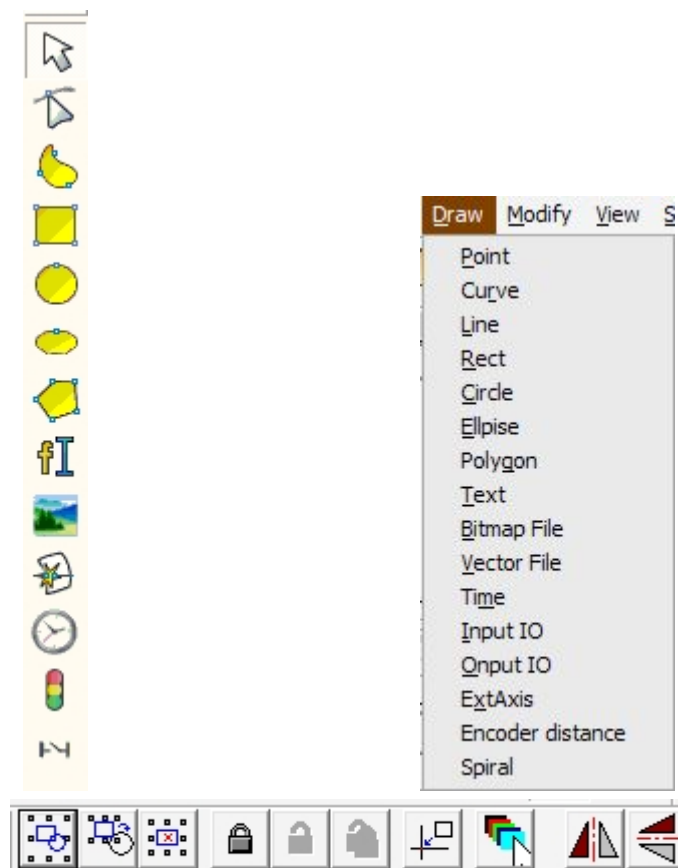 Draw Modify View S
Point
Curve
Line
Rect
Circle
Ellpise
Polygon
Text
Bitmap File
Vector File
Time
Input IO
Onput IO
ExtAxis
Encoder distance
Spiral